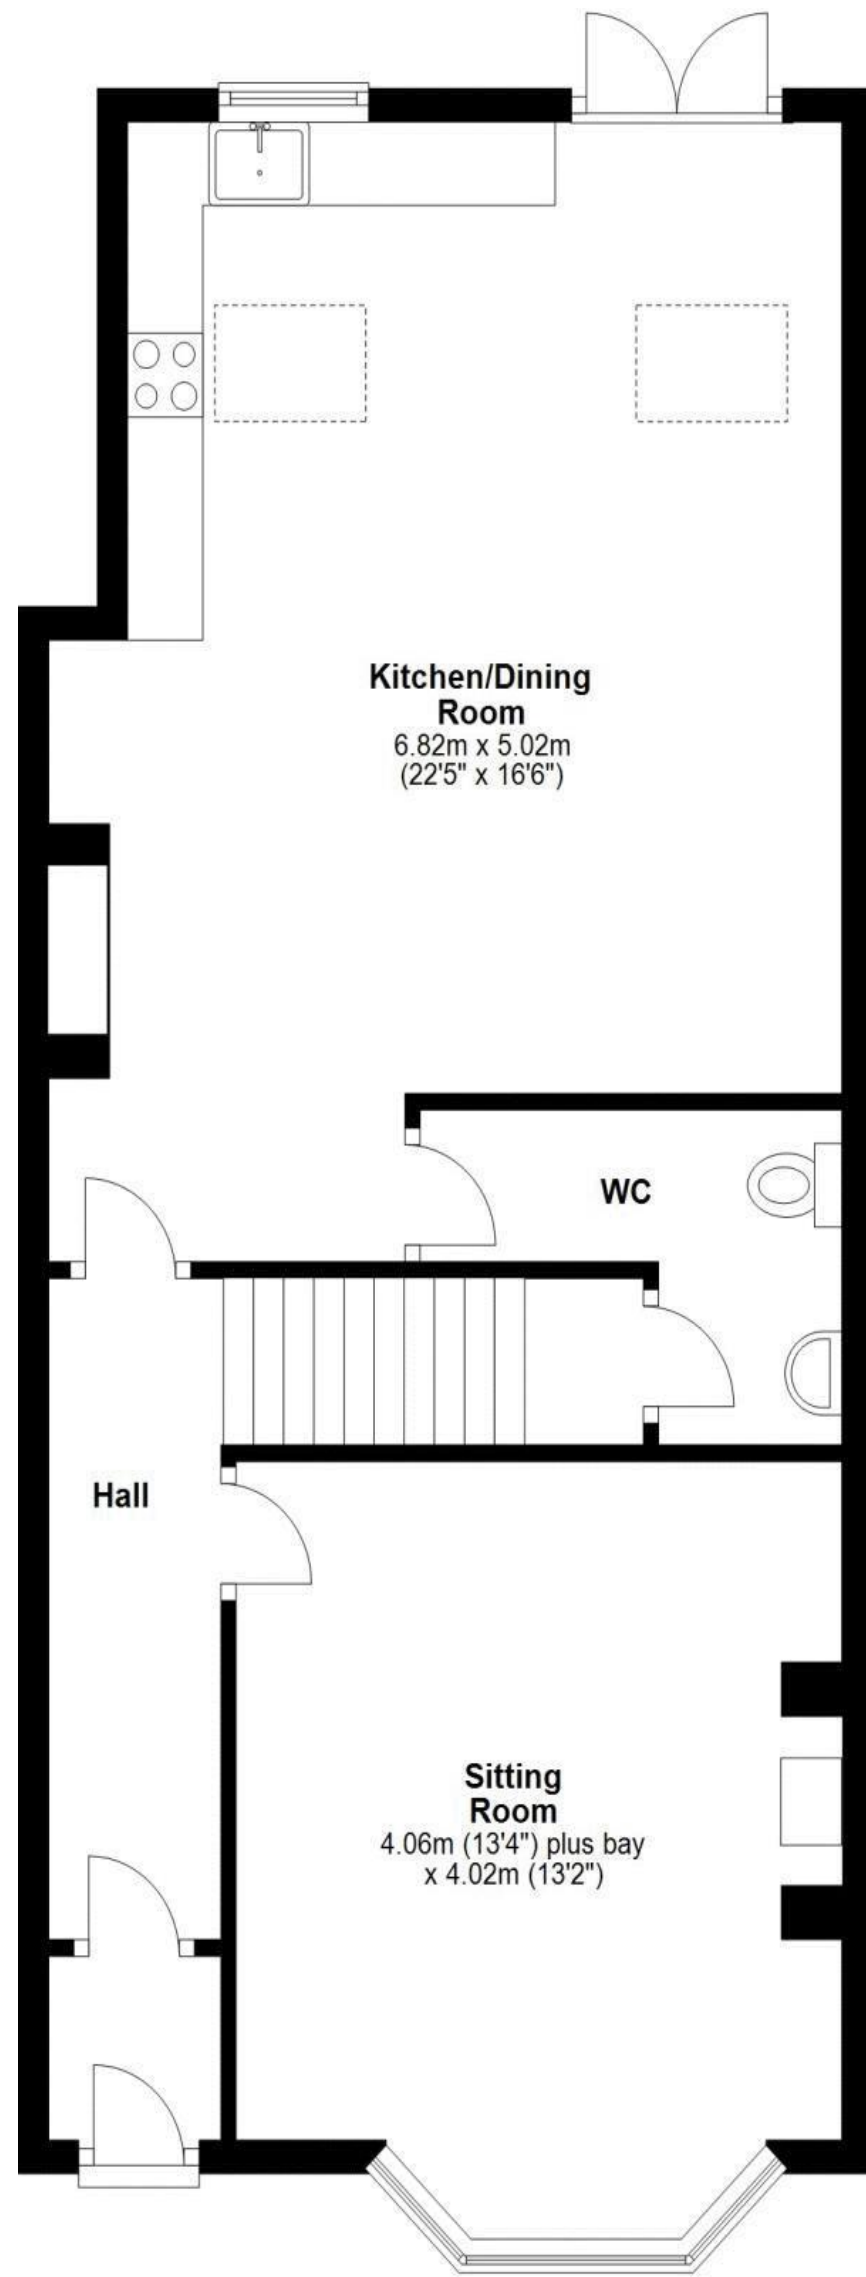 Kitchen/Dining
Room
6.82m x 5.02m
(22'5" x 16'6")
WC
Hall
Sitting
Room
4.06m (13'4") plus bay
x 4.02m (13'2")